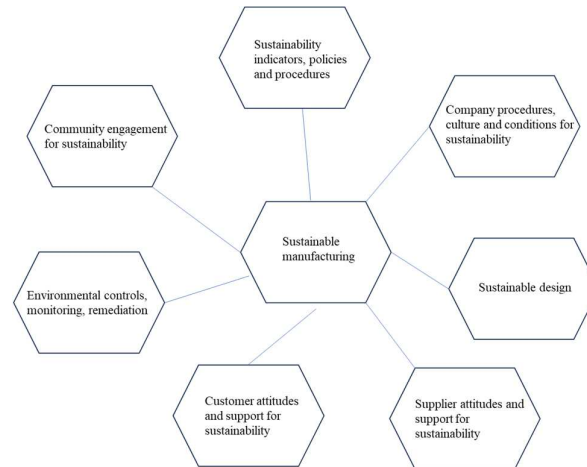 Sustainability
indicators, policies
and procedures
Community engagement
for sustainability
Company procedures,
culture and conditions for
sustainability
Sustainable
manufacturing
Environmental controls,
monitoring, remediation
Sustainable design
Customer attitudes
and support for
sustainability
Supplier attitudes and
support for
sustainability